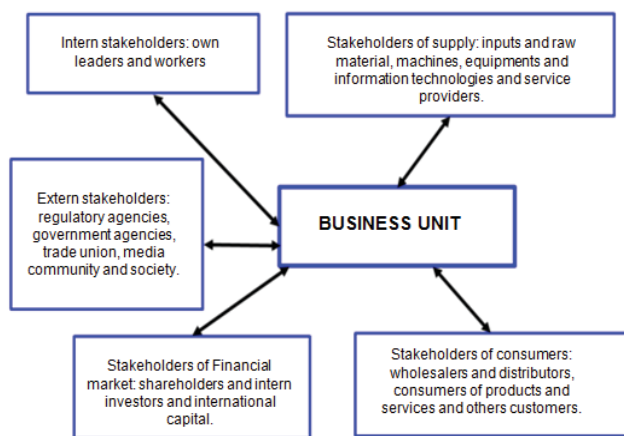 Intern stakeholders: own
leaders and workers
Stakeholders of supply: inputs and raw
material, machines, equipments and
information technologies and service
providers.
Extern stakeholders:
regulatory agencies,
government agencies,
trade union, media
community and society.
BUSINESS UNIT
Stakeholders of Financial
market: shareholders and intern
investors and international
capital.
Stakeholders of consumers:
wholesalers and distributors,
consumers of products and
services and others customers.